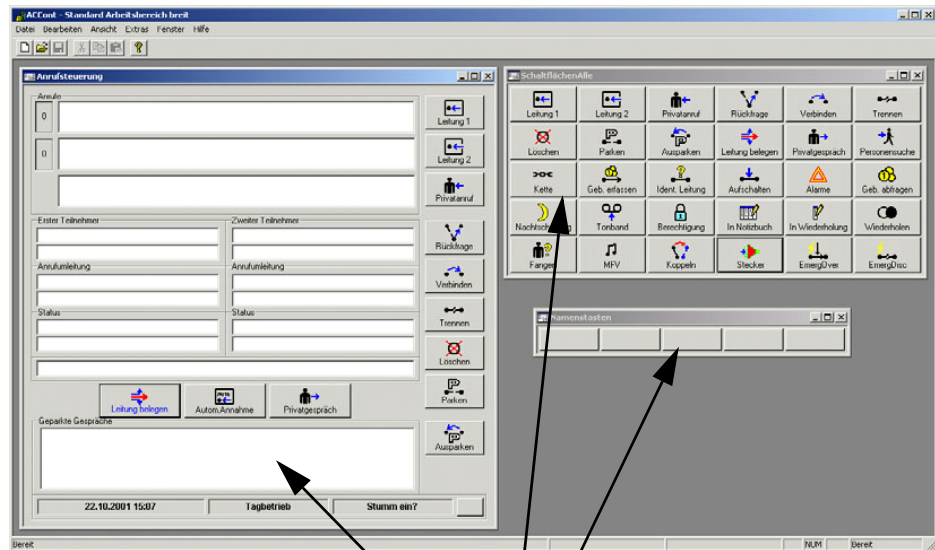 ACCont - Standard Arbeitsbereich breit
Datei Bearbeiten Ansicht Extras Fenster Hilfe
Anrufsteuerung
Anrufe
0
Leitung 1
0
Leitung 2
Privatanruf
Erster Teilnehmer Zweiter Teilnehmer
Rückfrage
Anrufumleitung Anrufumleitung
Verbinden
Status Status
Trennen
Löschen
Leitung belegen Autom.Annahme Privatgespräch
Parken
Geparkte Gespräche
Ausparken
22.10.2001 15:07 Tagbetrieb Stumm ein?
SchaltflächenAlle
Leitung 1 Leitung 2 Privatanruf Rückfrage Verbinden Trennen
Löschen Parken Ausparken Leitung belegen Privatgespräch Personensuche
Kette Geb. erfassen Ident. Leitung Aufschalten Alarme Geb. abfragen
Tonband Berechtigung In Notizbuch In Wiederholung Wiederholen
Fangen MFV Koppeln Stecker EmergOver EmergDisc
Namenstasten
Bereit NUM Bereit